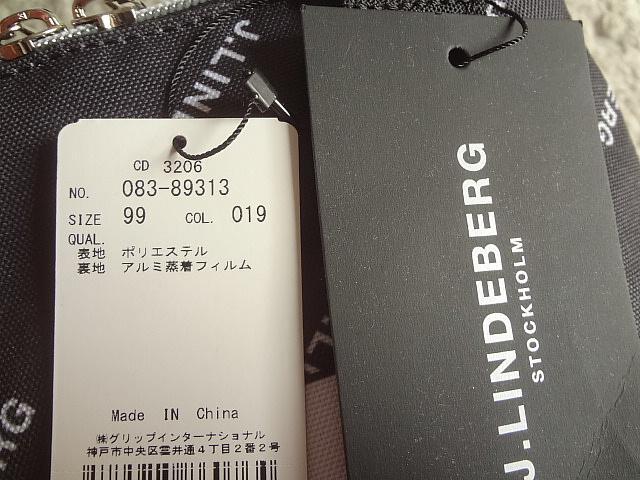 CD 3206
NO. 083-89313
SIZE 99 COL. 019
QUAL.
表地 ポリエステル
裏地 アルミ蒸着フィルム
Made IN China
㈱グリップインターナショナル
神戸市中央区雲井通4丁目2番2号
J.LINDEBERG
STOCKHOLM
J.LIN
ERG
RG